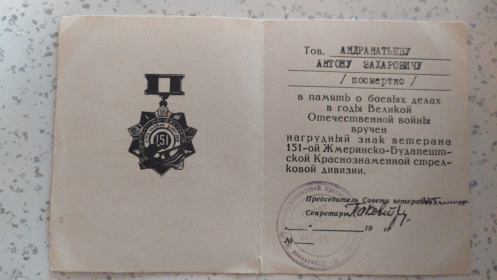 151
Тов. АНДРАНАТЬЕВУ
АНТОНУ ЗАХАРОВИЧУ
/ посмертно /
в память о боевых делах
в годы Великой
Отечественной войны
вручен
нагрудный знак ветерана
151-ой Жмеринско-Будапешт-
ской Краснознаменной стрел-
ковой дивизии.
Председатель Совета ветеранов
Секретарь
19 г.
№